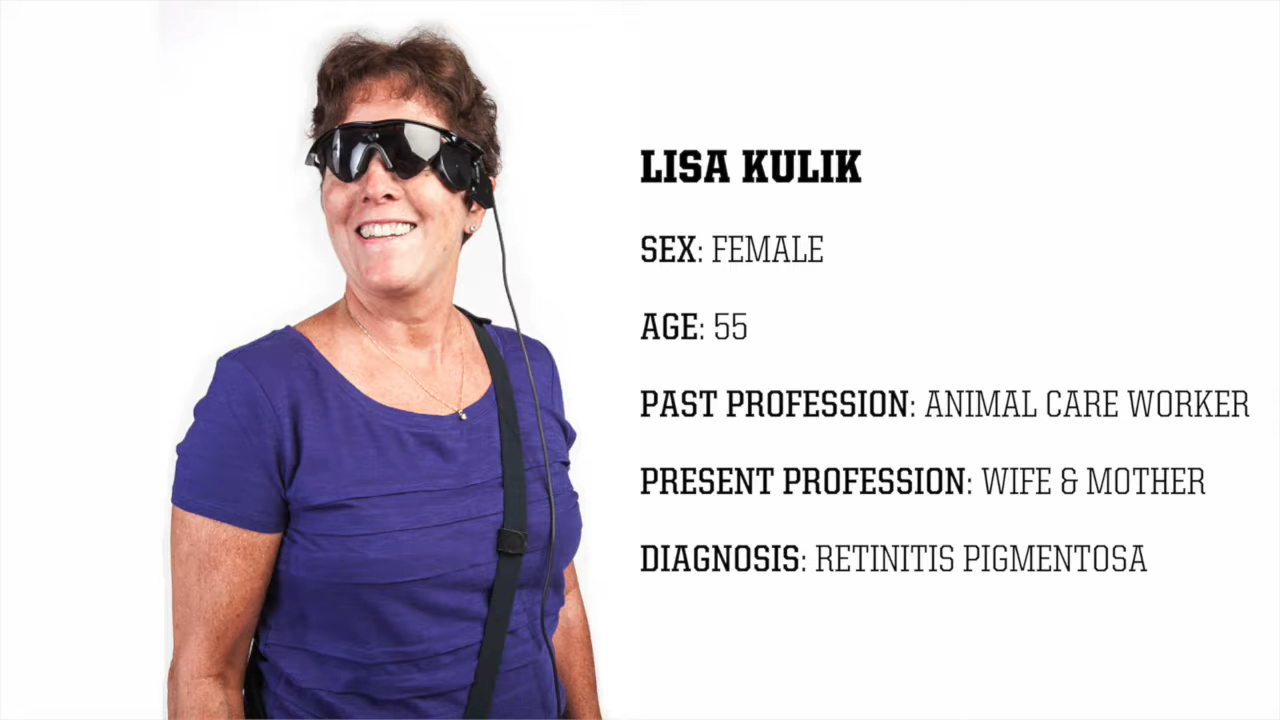 LISA KULIK
SEX: FEMALE
AGE: 55
PAST PROFESSION: ANIMAL CARE WORKER
PRESENT PROFESSION: WIFE & MOTHER
DIAGNOSIS: RETINITIS PIGMENTOSA